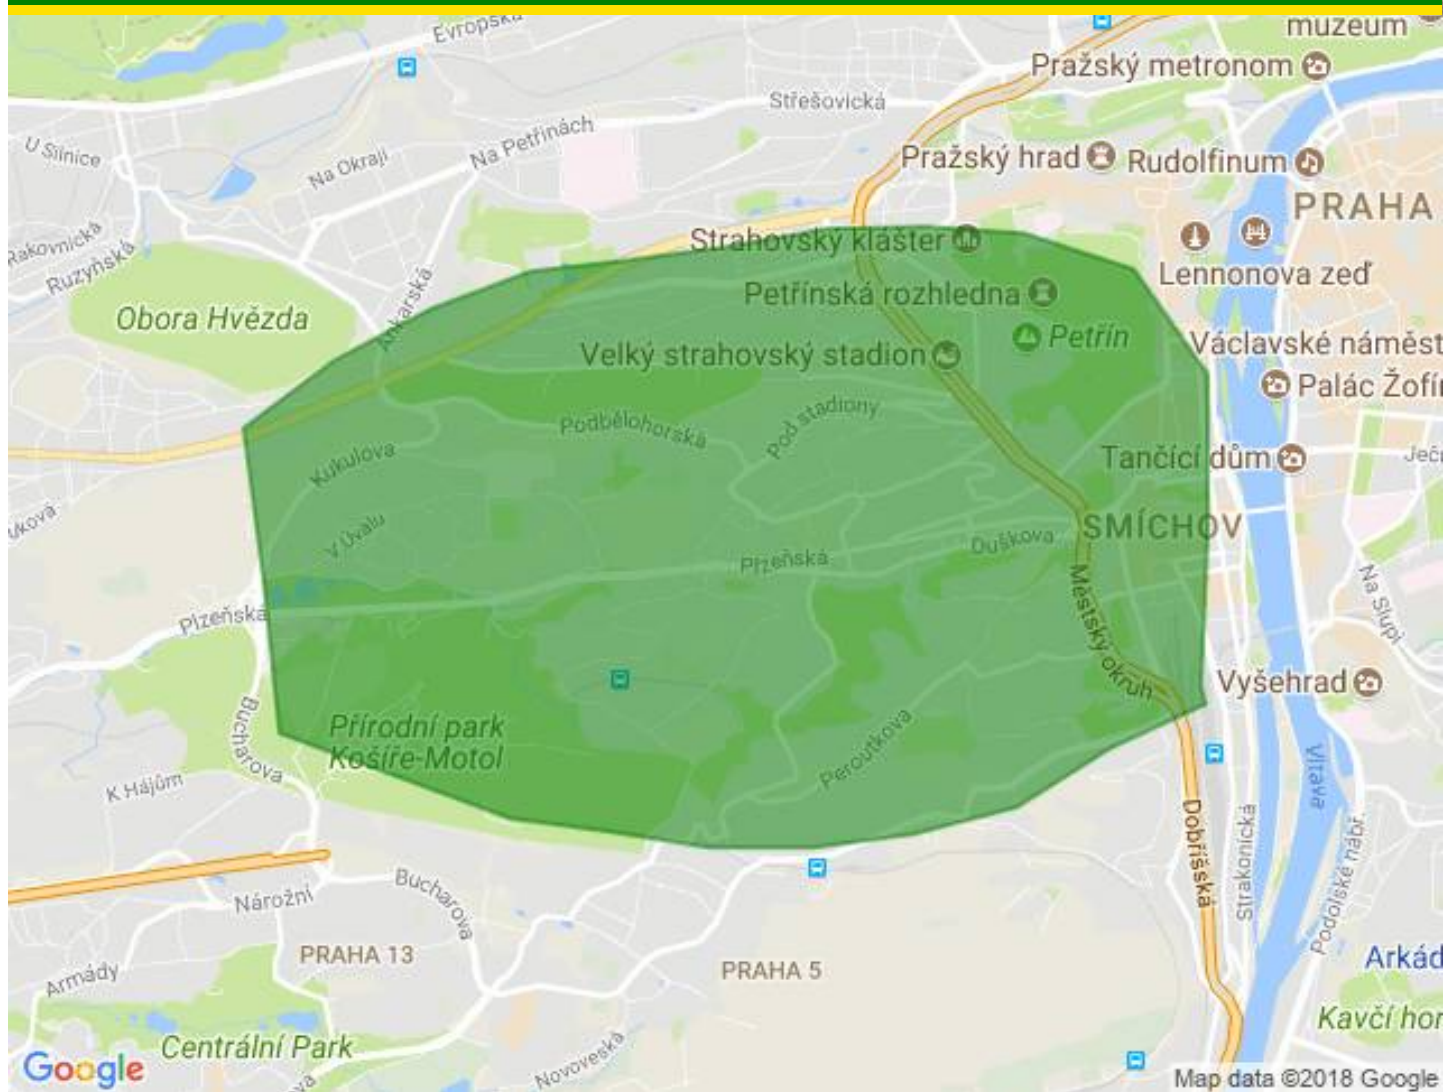 Evropská
muzeum
Pražský metronom
Střešovická
U Silnice
Na Petřinách
Na Okraji
Pražský hrad
Rudolfinum
PRAHA
Rakovnická
Ruzyňská
Strahovský klášter
Lennonova zeď
Petřínská rozhledna
Ankarská
Obora Hvězda
Petřín
Velký strahovský stadion
Václavské náměst
Palác Žofín
Podbělohorská
Pod stadiony
Kukulova
Tančící dům
Ječn
SMÍCHOV
V Úvalu
Duškova
Plzeňská
Na Slupi
Plzeňská
Městský okruh
Vyšehrad
Bucharova
Přírodní park
Košíře-Motol
Peroutkova
Vltava
K Hájům
Dobříšská
Strakonická
Podolské nábř.
Bucharova
Nárožní
PRAHA 13
PRAHA 5
Arkád
Armády
Kavčí hor
Centrální Park
Novoveská
Google
Map data ©2018 Google